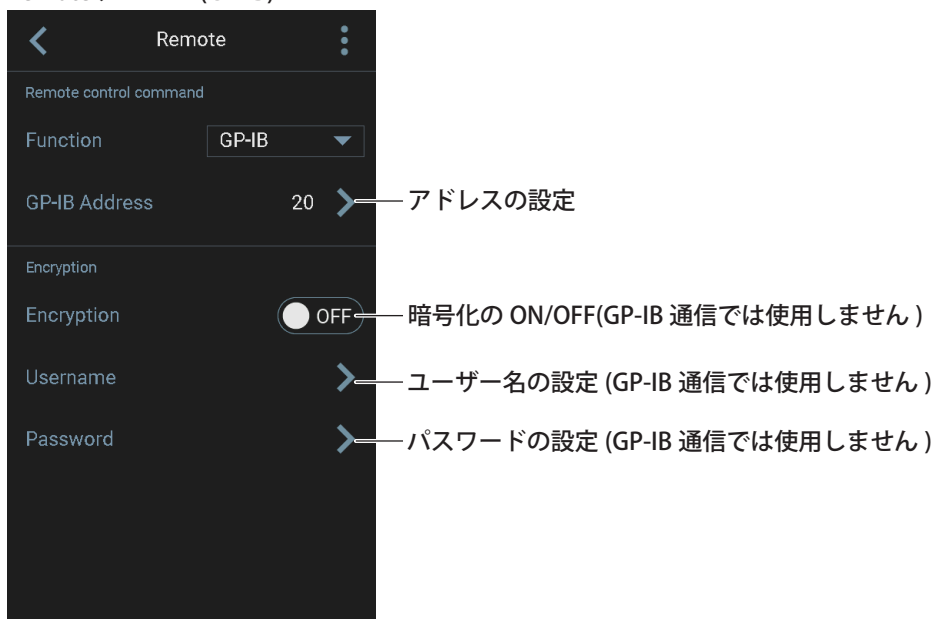 Remote
Remote control command
Function GP-IB
GP-IB Address 20 アドレスの設定
Encryption
Encryption OFF 暗号化の ON/OFF(GP-IB 通信では使用しません )
Username ユーザー名の設定 (GP-IB 通信では使用しません )
Password パスワードの設定 (GP-IB 通信では使用しません )